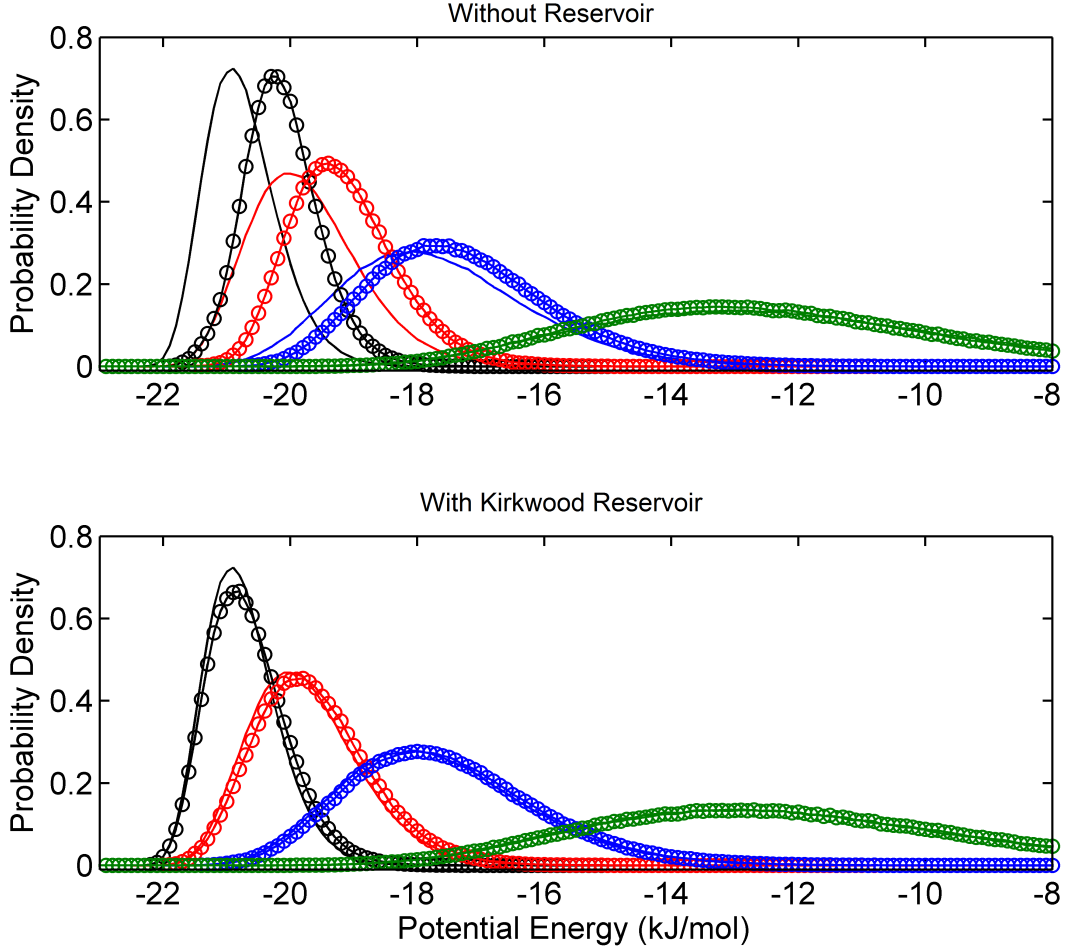 Without Reservoir
0.8
0.6
0.4
0.2
0
Probability Density
-22 -20 -18 -16 -14 -12 -10 -8
With Kirkwood Reservoir
0.8
0.6
0.4
0.2
0
Probability Density
-22 -20 -18 -16 -14 -12 -10 -8
Potential Energy (kJ/mol)